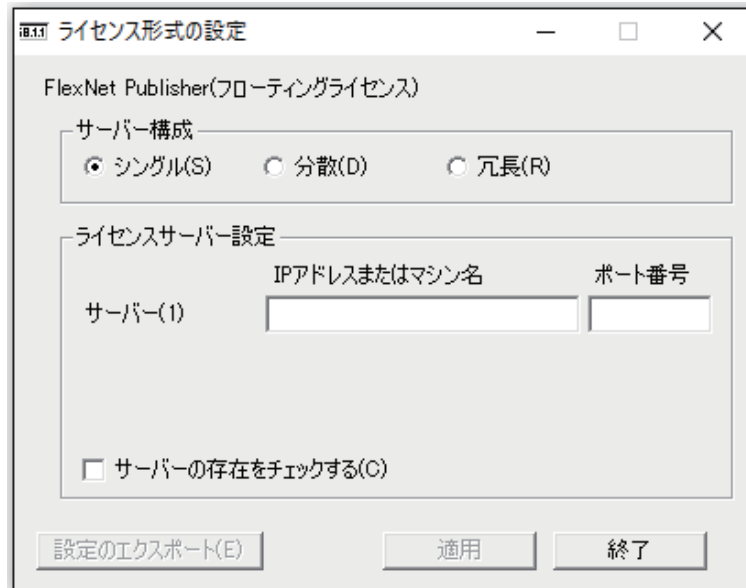 ライセンス形式の設定
FlexNet Publisher(フローティングライセンス)
サーバー構成
シングル(S) 分散(D) 冗長(R)
ライセンスサーバー設定
IPアドレスまたはマシン名 ポート番号
サーバー(1)
サーバーの存在をチェックする(C)
設定のエクスポート(E) 適用 終了